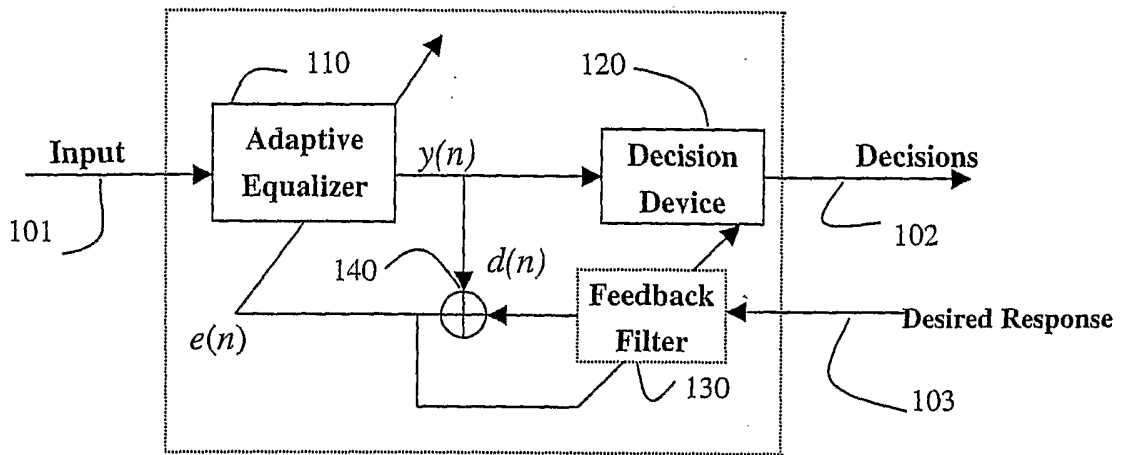 110
120
Input
Adaptive
Equalizer
y(n)
Decision
Device
Decisions
101
102
140
d(n)
Feedback
Filter
Desired Response
e(n)
130
103